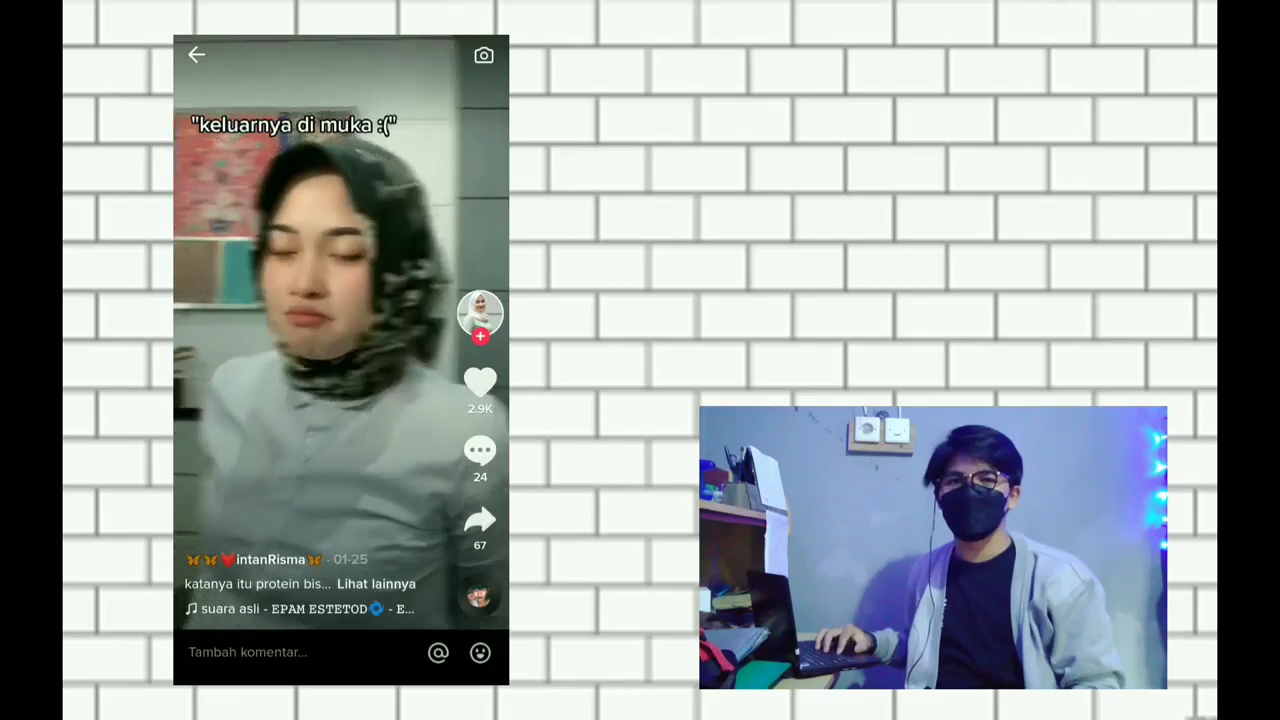 "keluarnya di muka :("
2.9K
24
67
🦋🦋❤️intanRisma🦋 - 01-25
katanya itu protein bis... Lihat lainnya
♫ suara asli - EPAM ESTETOD🧿 - E...
Tambah komentar...